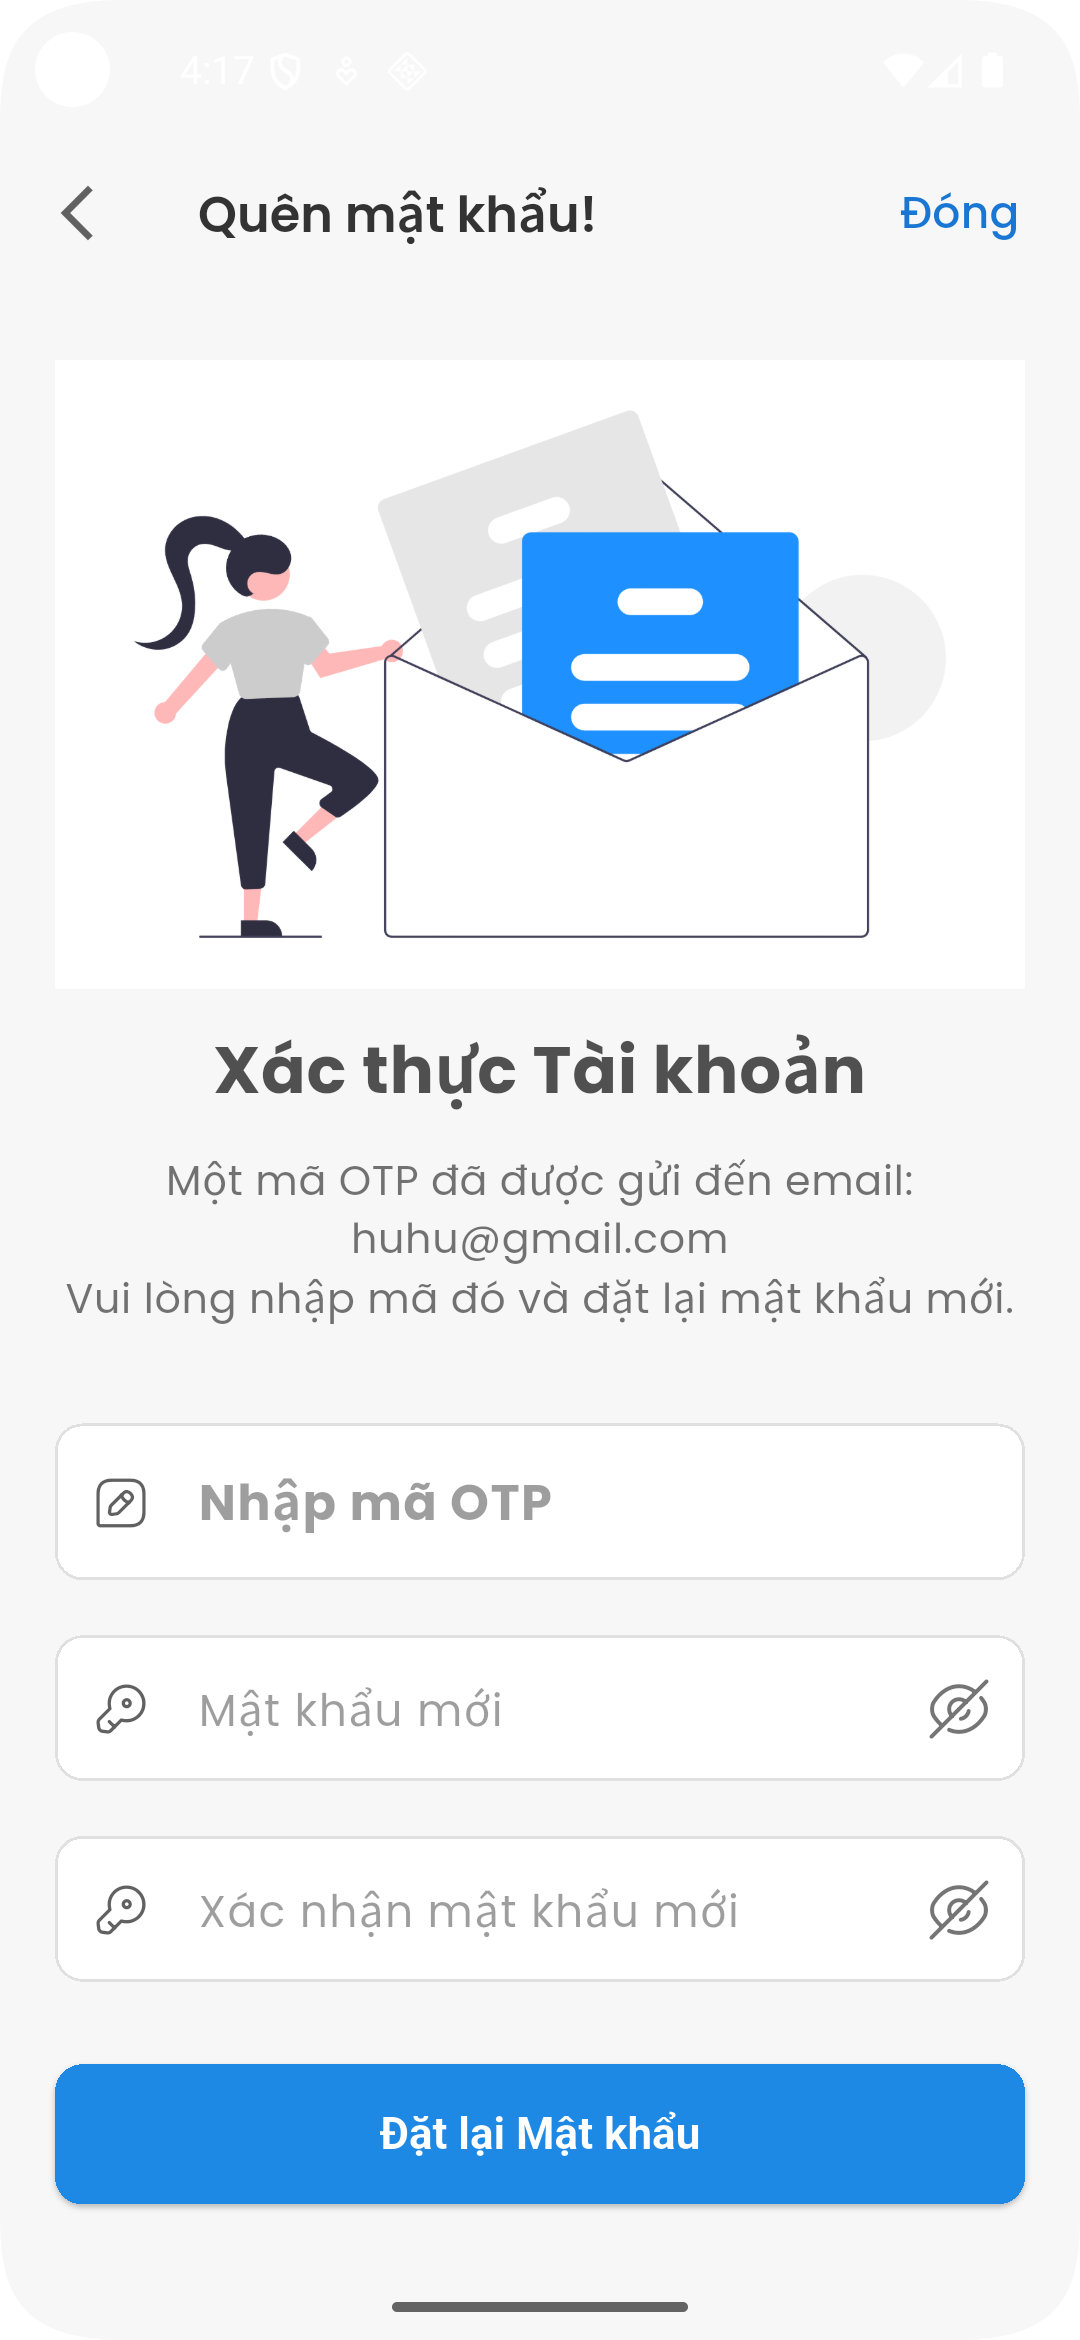 4:17
Quên mật khẩu!
Đóng
Xác thực Tài khoản
Một mã OTP đã được gửi đến email:
huhu@gmail.com
Vui lòng nhập mã đó và đặt lại mật khẩu mới.
Nhập mã OTP
Mật khẩu mới
Xác nhận mật khẩu mới
Đặt lại Mật khẩu